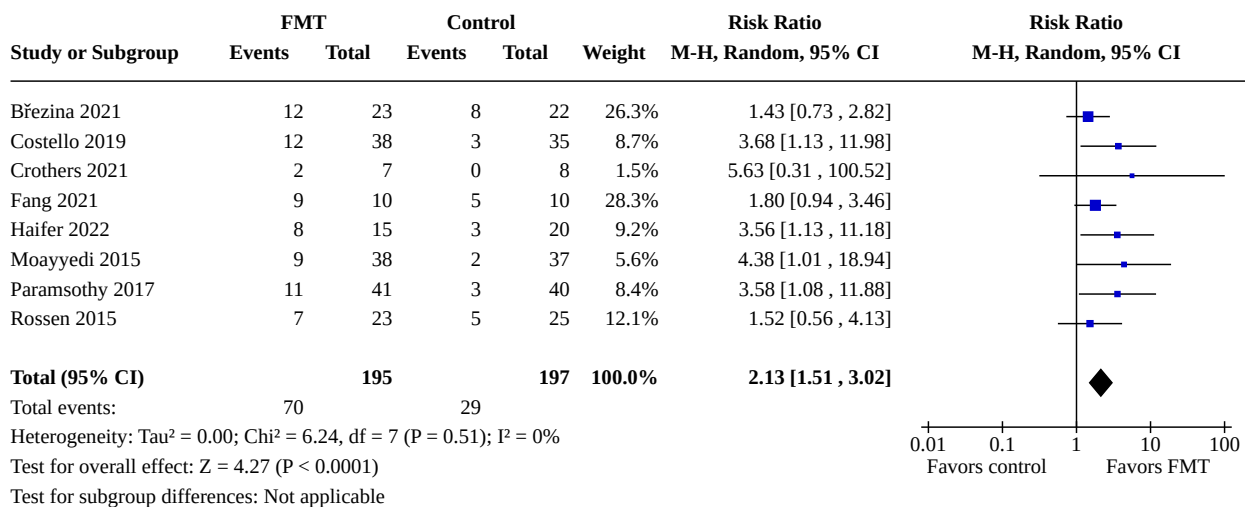 FMT Control Risk Ratio Risk Ratio
Study or Subgroup Events Total Events Total Weight M-H, Random, 95% CI M-H, Random, 95% CI
Březina 2021 12 23 8 22 26.3% 1.43 [0.73 , 2.82]
Costello 2019 12 38 3 35 8.7% 3.68 [1.13 , 11.98]
Crothers 2021 2 7 0 8 1.5% 5.63 [0.31 , 100.52]
Fang 2021 9 10 5 10 28.3% 1.80 [0.94 , 3.46]
Haifer 2022 8 15 3 20 9.2% 3.56 [1.13 , 11.18]
Moayyedi 2015 9 38 2 37 5.6% 4.38 [1.01 , 18.94]
Paramsothy 2017 11 41 3 40 8.4% 3.58 [1.08 , 11.88]
Rossen 2015 7 23 5 25 12.1% 1.52 [0.56 , 4.13]
Total (95% CI) 195 197 100.0% 2.13 [1.51 , 3.02]
Total events: 70 29
Heterogeneity: Tau² = 0.00; Chi² = 6.24, df = 7 (P = 0.51); I² = 0%
Test for overall effect: Z = 4.27 (P < 0.0001)
Test for subgroup differences: Not applicable
0.01 0.1 1 10 100
Favors control Favors FMT